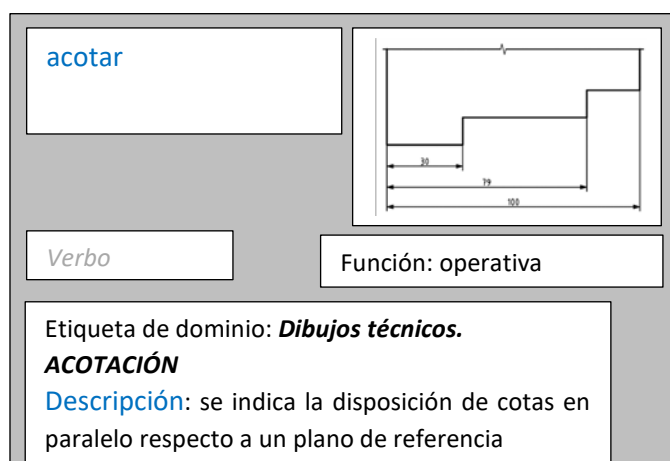 acotar
30
79
100
Verbo
Función: operativa
Etiqueta de dominio: Dibujos técnicos.
ACOTACIÓN
Descripción: se indica la disposición de cotas en
paralelo respecto a un plano de referencia